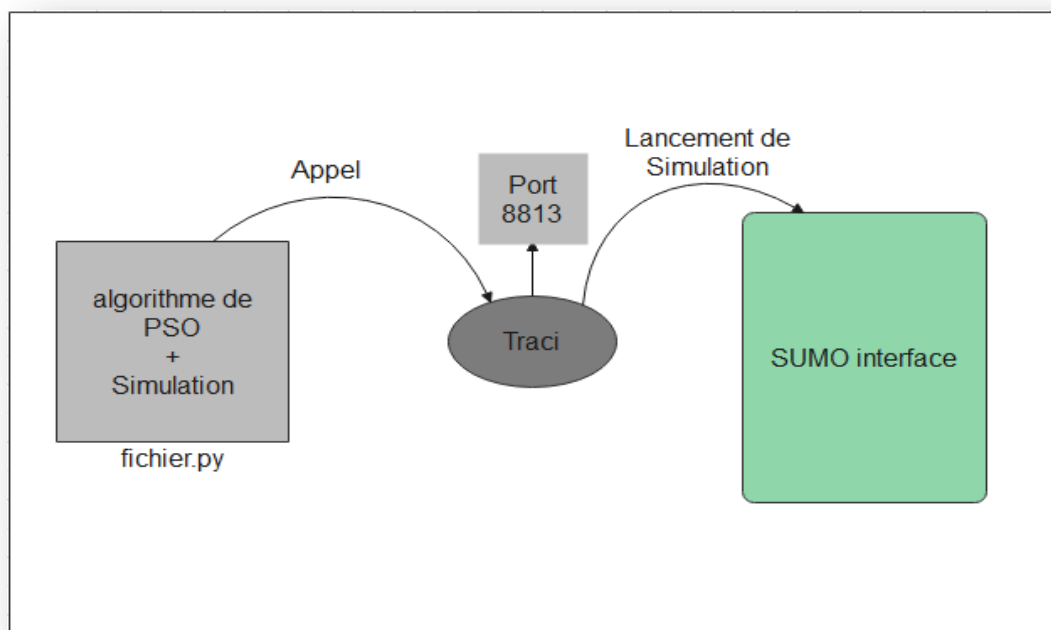 Appel
Port
8813
Lancement de
Simulation
algorithme de
PSO
+
Simulation
fichier.py
Traci
SUMO interface